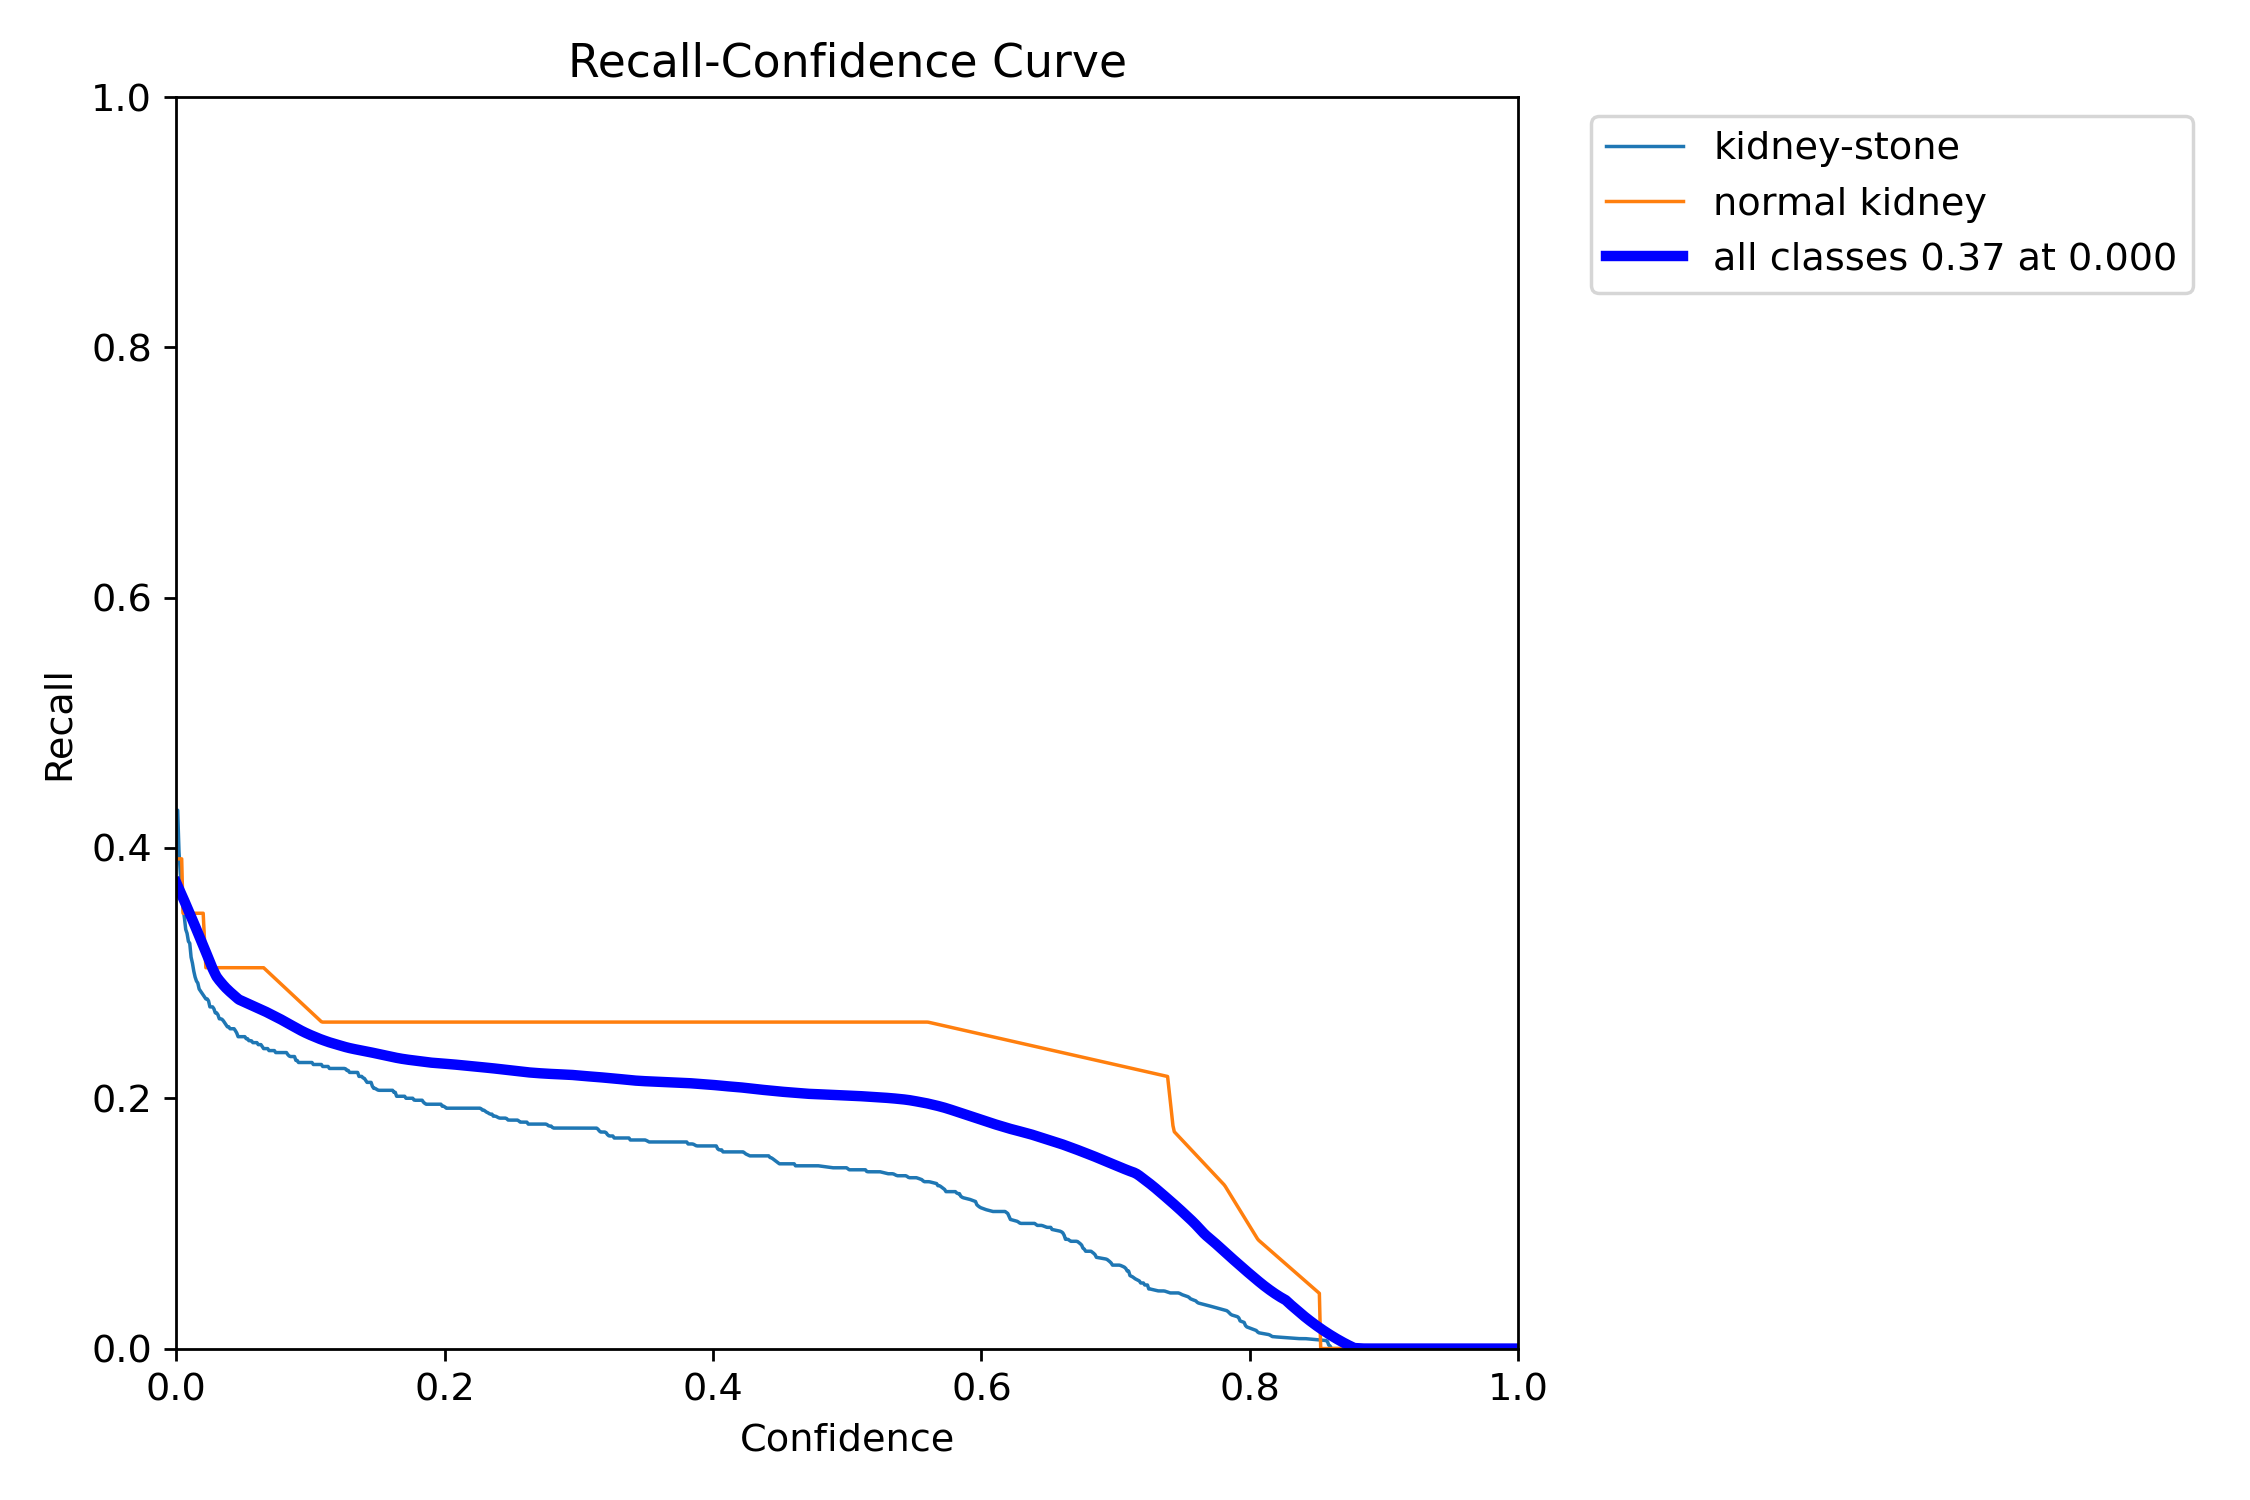 Recall-Confidence Curve
kidney-stone
normal kidney
all classes 0.37 at 0.000
1.0
0.8
0.6
0.4
0.2
0.0
Recall
0.0 0.2 0.4 0.6 0.8 1.0
Confidence